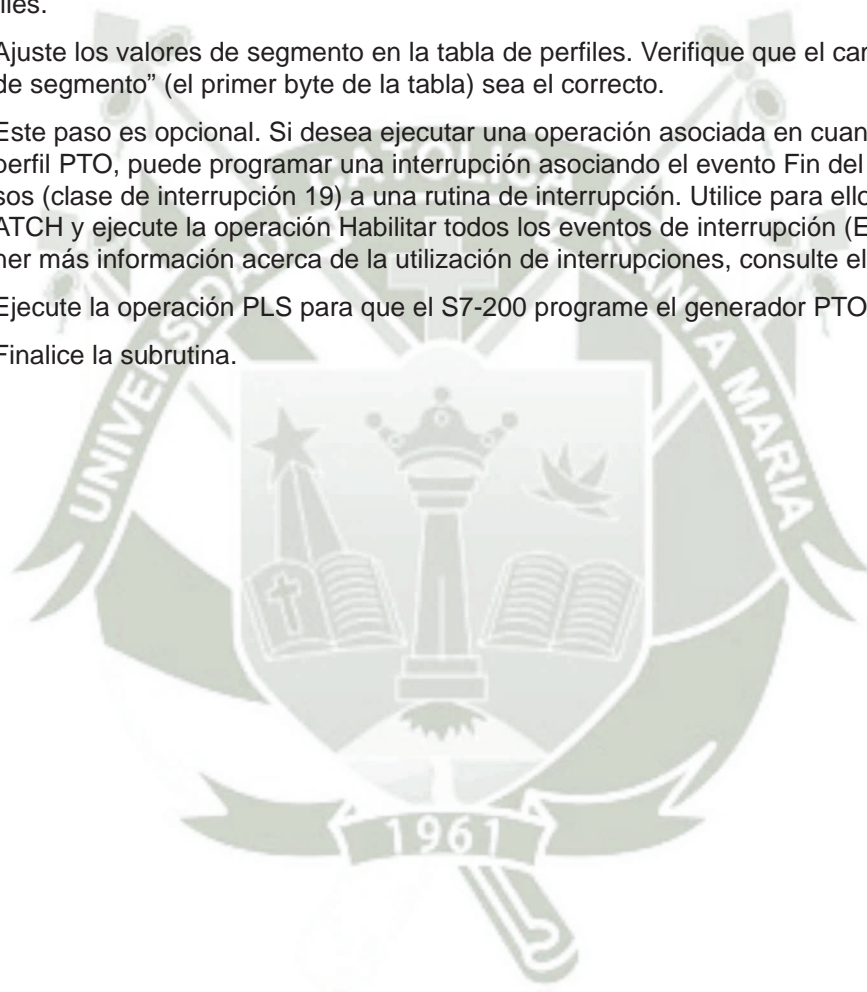 files.
Ajuste los valores de segmento en la tabla de perfiles. Verifique que el
de segmento” (el primer byte de la tabla) sea el correcto.
Este paso es opcional. Si desea ejecutar una operación asociada en
perfil PTO, puede programar una interrupción asociando el evento Fin del
sos (clase de interrupción 19) a una rutina de interrupción. Utilice para ello
ATCH y ejecute la operación Habilitar todos los eventos de interrupción (E
ner más información acerca de la utilización de interrupciones, consulte el
Ejecute la operación PLS para que el S7-200 programe el generador PTO
Finalice la subrutina.
UNIVERSIDAD CATOLICA SANTA MARIA
1961